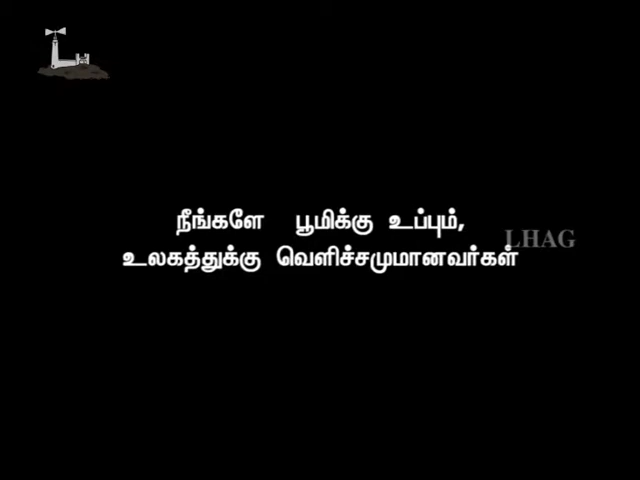 நீங்களே பூமிக்கு உப்பும்,
உலகத்துக்கு வெளிச்சமுமானவர்கள்
LHAG